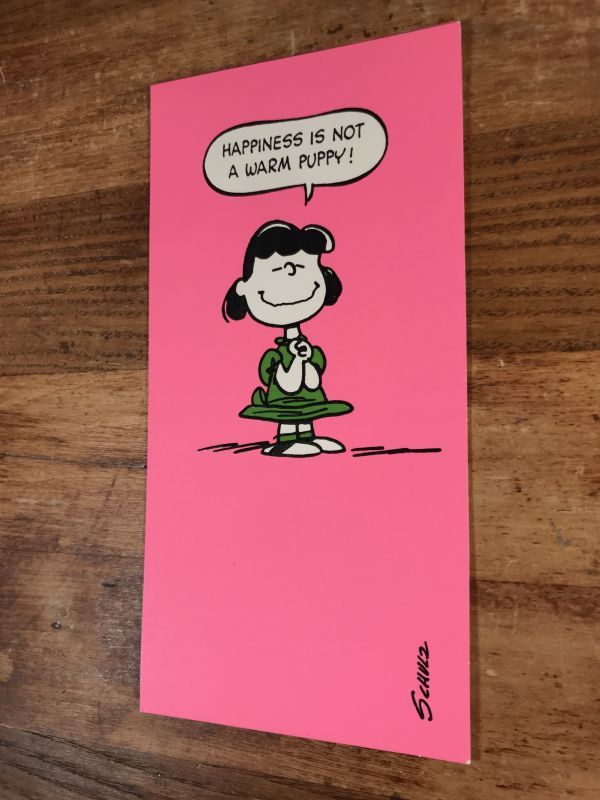 HAPPINESS IS NOT
A WARM PUPPY!
SCHULZ